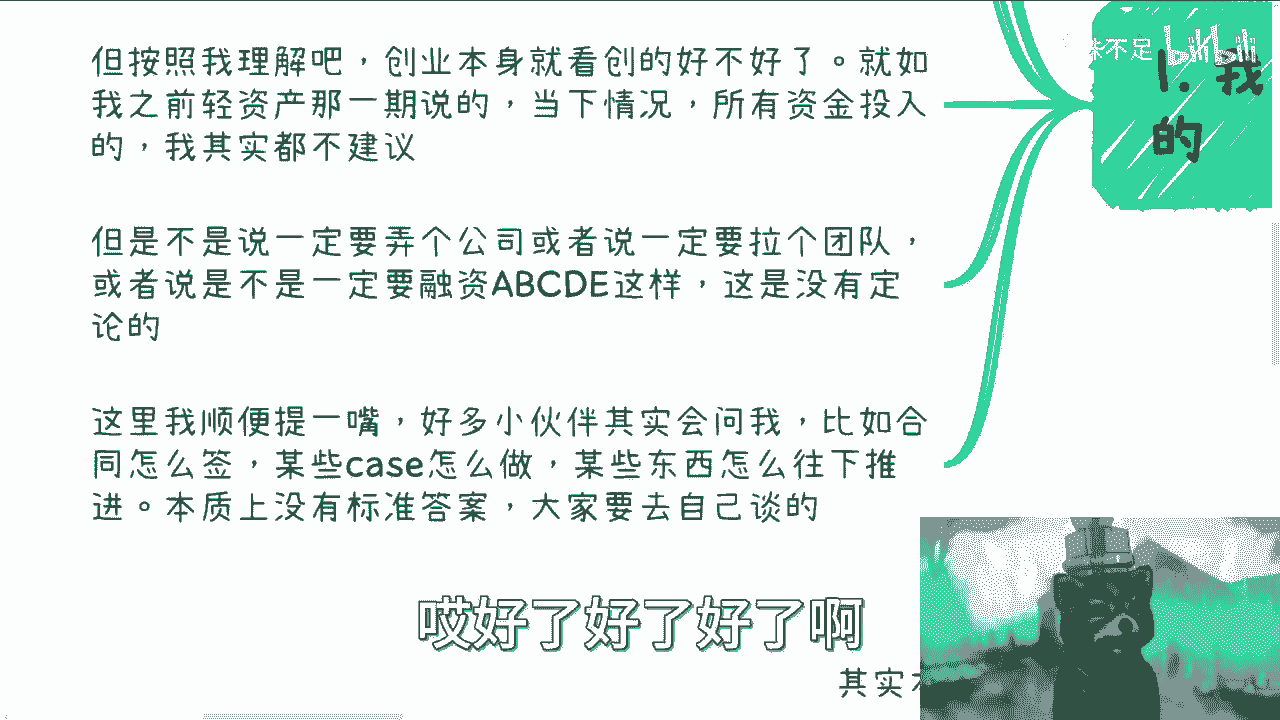 但按照我理解吧，创业本身就看创的好不好了。就如
我之前轻资产那一期说的，当下情况，所有资金投入
的，我其实都不建议
但是不是说一定要弄个公司或者说一定要拉个团队，
或者说是不是一定要融资ABCDE这样，这是没有定
论的
这里我顺便提一嘴，好多小伙伴其实会问我，比如合
同怎么签，某些case怎么做，某些东西怎么往下推
进。本质上没有标准答案，大家要去自己谈的
哎好了好了好了啊
其实
不足 bilibili
1. 我
的